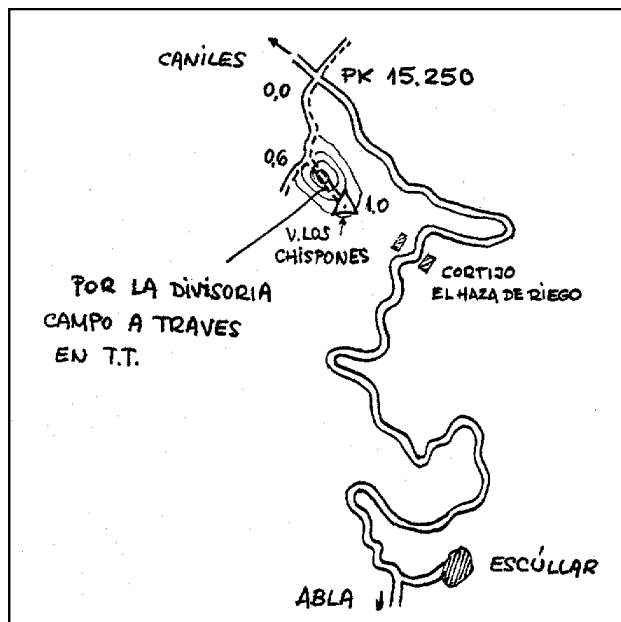 CANILES
PK 15.250
0,0
0,6
1,0
V. LOS
CHISPONES
CORTIJO
EL HAZA DE RIEGO
POR LA DIVISORIA
CAMPO A TRAVES
EN T.T.
ESCÚLLAR
ABLA